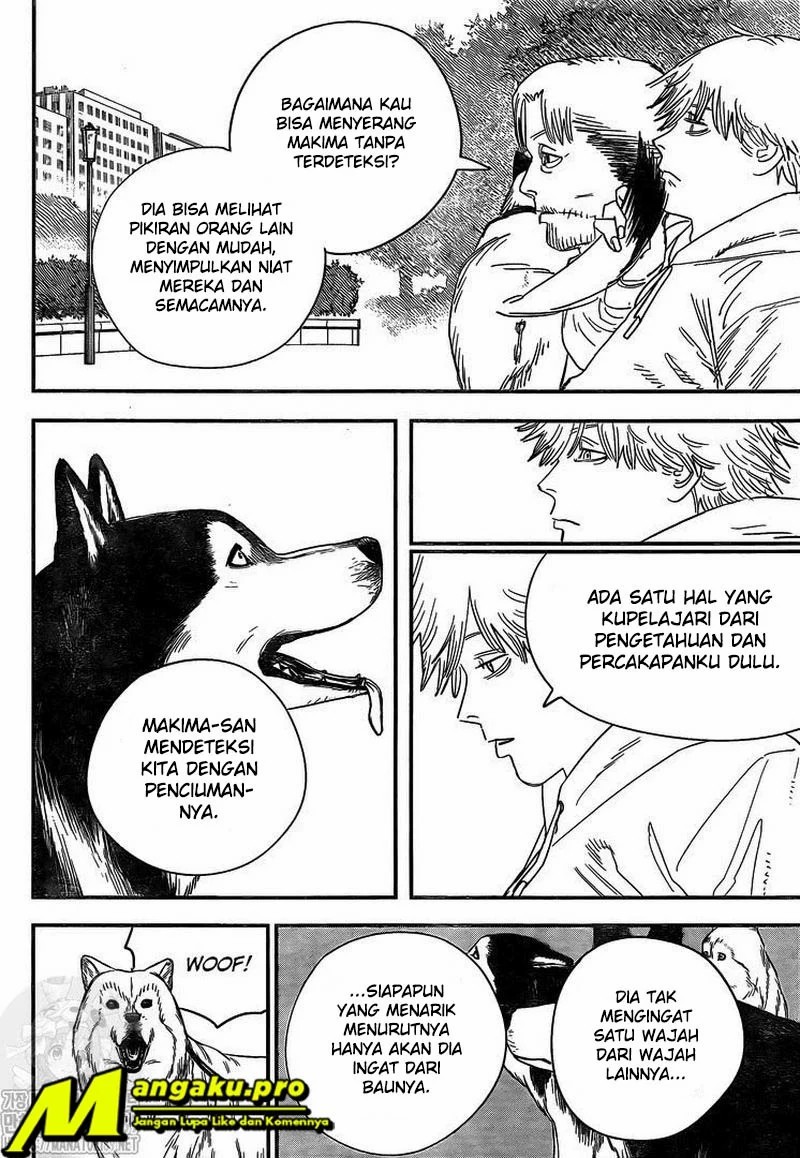 BAGAIMANA KAU
BISA MENYERANG
MAKIMA TANPA
TERDETEKSI?
DIA BISA MELIHAT
PIKIRAN ORANG LAIN
DENGAN MUDAH,
MENYIMPULKAN NIAT
MEREKA DAN
SEMACAMNYA.
ADA SATU HAL YANG
KUPELAJARI DARI
PENGETAHUAN DAN
PERCAKAPANKU DULU.
MAKIMA-SAN
MENDETEKSI
KITA DENGAN
PENCIUMAN-
NYA.
WOOF!
DIA TAK
MENGINGAT
SATU WAJAH
DARI WAJAH
LAINNYA...
...SIAPAPUN
YANG MENARIK
MENURUTNYA
HANYA AKAN DIA
INGAT DARI
BAUNYA.
Mangaku.pro
Jangan Lupa Like dan Komennya